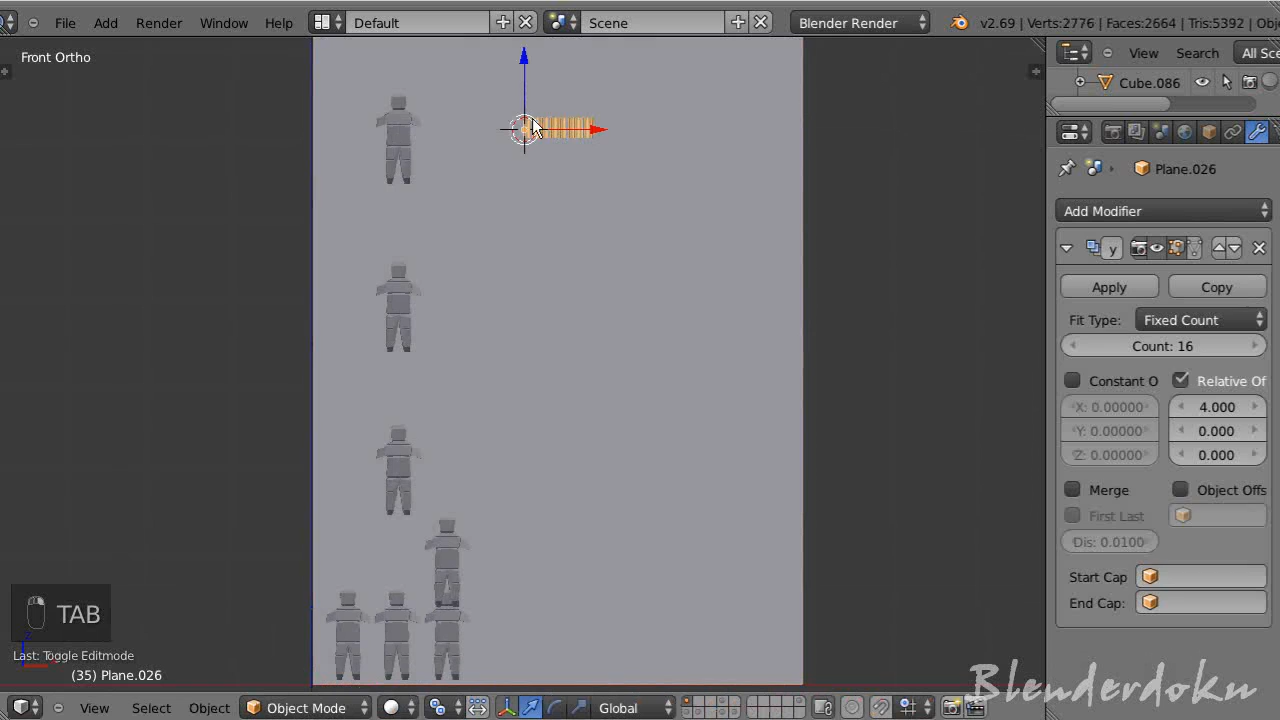 File Add Render Window Help Default Scene Blender Render v2.69 | Verts:2776 | Faces:2664 | Tris:5392 | Obj
Front Ortho
View Search All Sce
Cube.086
Plane.026
Add Modifier
y
Apply Copy
Fit Type: Fixed Count
Count: 16
Constant O Relative Of
X: 0.00000 4.000
Y: 0.00000 0.000
Z: 0.00000 0.000
Merge Object Offs
First Last
Dis: 0.0100
Start Cap
End Cap:
TAB
z
Last: Toggle Editmode
(35) Plane.026
Blenderdoku
View Select Object Object Mode Global